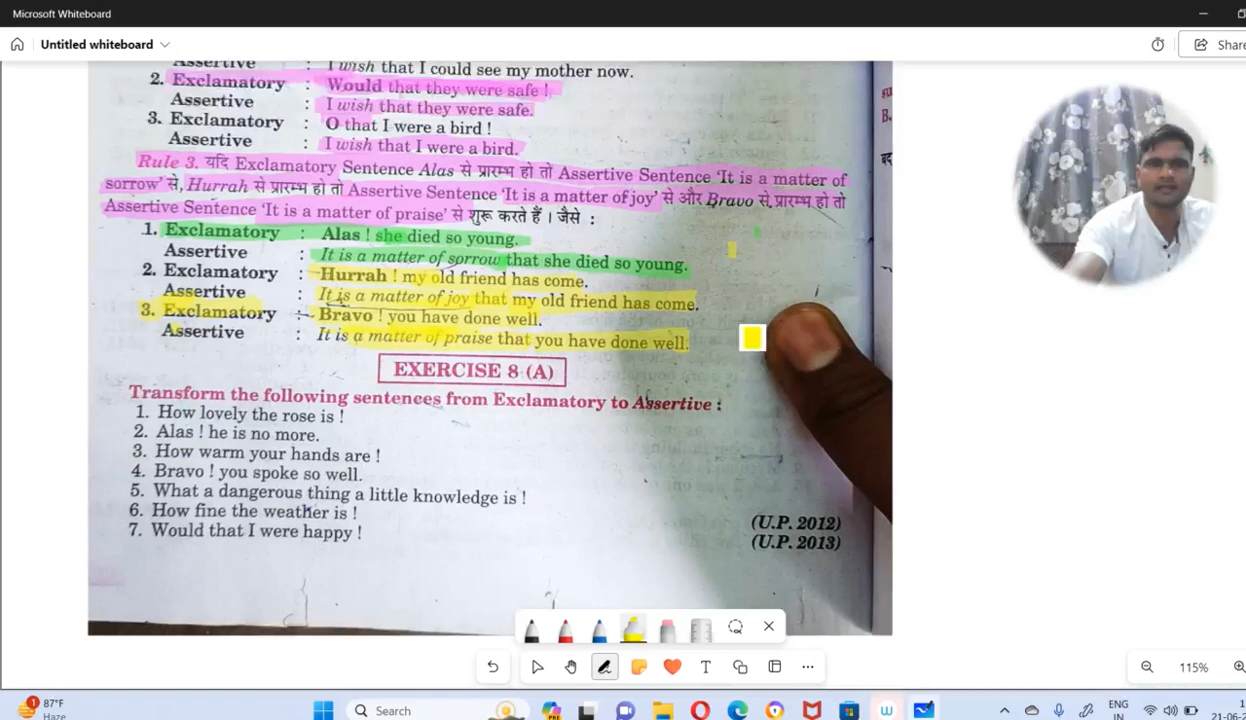 Microsoft Whiteboard
Untitled whiteboard
Share
Assertive : I wish that I could see my mother now.
2. Exclamatory : Would that they were safe !
Assertive : I wish that they were safe.
3. Exclamatory : O that I were a bird !
Assertive : I wish that I were a bird.
B.
Rule 3. यदि Exclamatory Sentence Alas से प्रारम्भ हो तो Assertive Sentence 'It is a matter of
sorrow' से, Hurrah से प्रारम्भ हो तो Assertive Sentence 'It is a matter of joy' से और Bravo से प्रारम्भ हो तो
Assertive Sentence 'It is a matter of praise' से शुरू करते हैं । जैसे :
1. Exclamatory : Alas ! she died so young.
Assertive : It is a matter of sorrow that she died so young.
2. Exclamatory : Hurrah ! my old friend has come.
Assertive : It is a matter of joy that my old friend has come.
3. Exclamatory : Bravo ! you have done well.
Assertive : It is a matter of praise that you have done well.
EXERCISE 8 (A)
Transform the following sentences from Exclamatory to Assertive :
1. How lovely the rose is !
2. Alas ! he is no more.
3. How warm your hands are !
4. Bravo ! you spoke so well.
5. What a dangerous thing a little knowledge is !
6. How fine the weather is ! (U.P. 2012)
7. Would that I were happy ! (U.P. 2013)
115%
1
87°F
Haze
Search
PRE
ENG
IN